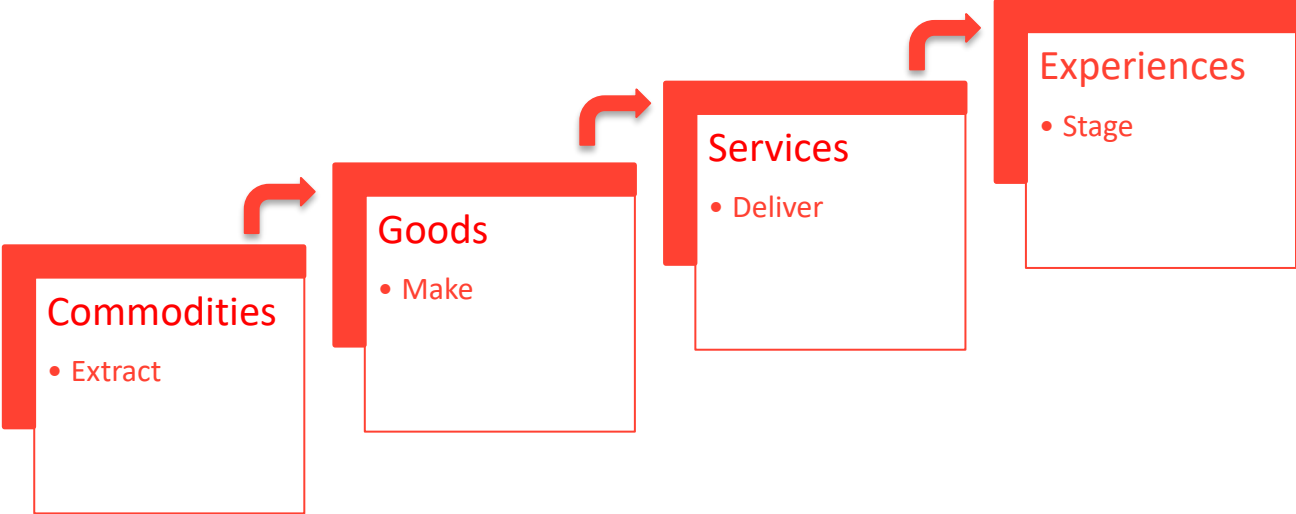 Commodities
• Extract
Goods
• Make
Services
• Deliver
Experiences
• Stage